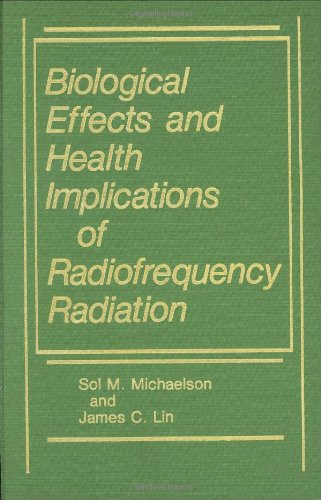 Biological
Effects and
Health
Implications
of
Radiofrequency
Radiation
Sol M. Michaelson
and
James C. Lin